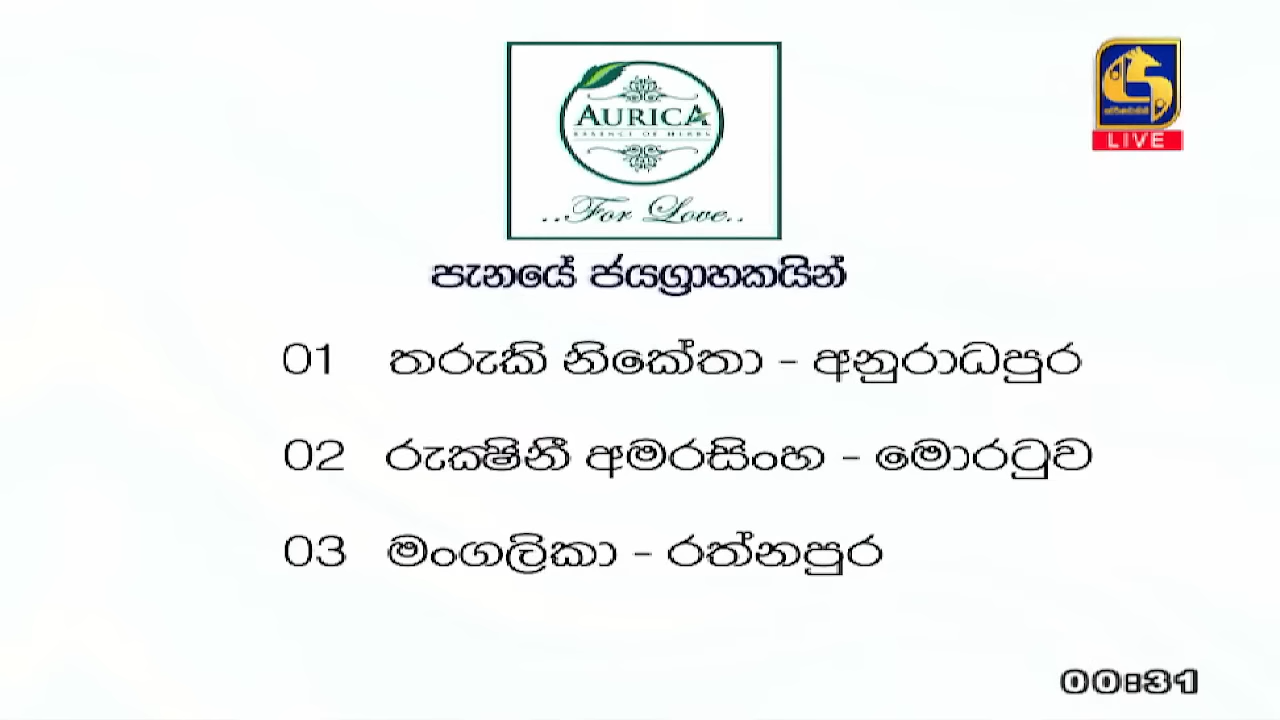 AURICA
ESSENCE OF HERBS
..For Love..
LIVE
පැනයේ ජයග්‍රාහකයින්
01 තරුකි නිකේතා - අනුරාධපුර
02 රුක්ෂිනී අමරසිංහ - මොරටුව
03 මංගලිකා - රත්නපුර
00:31